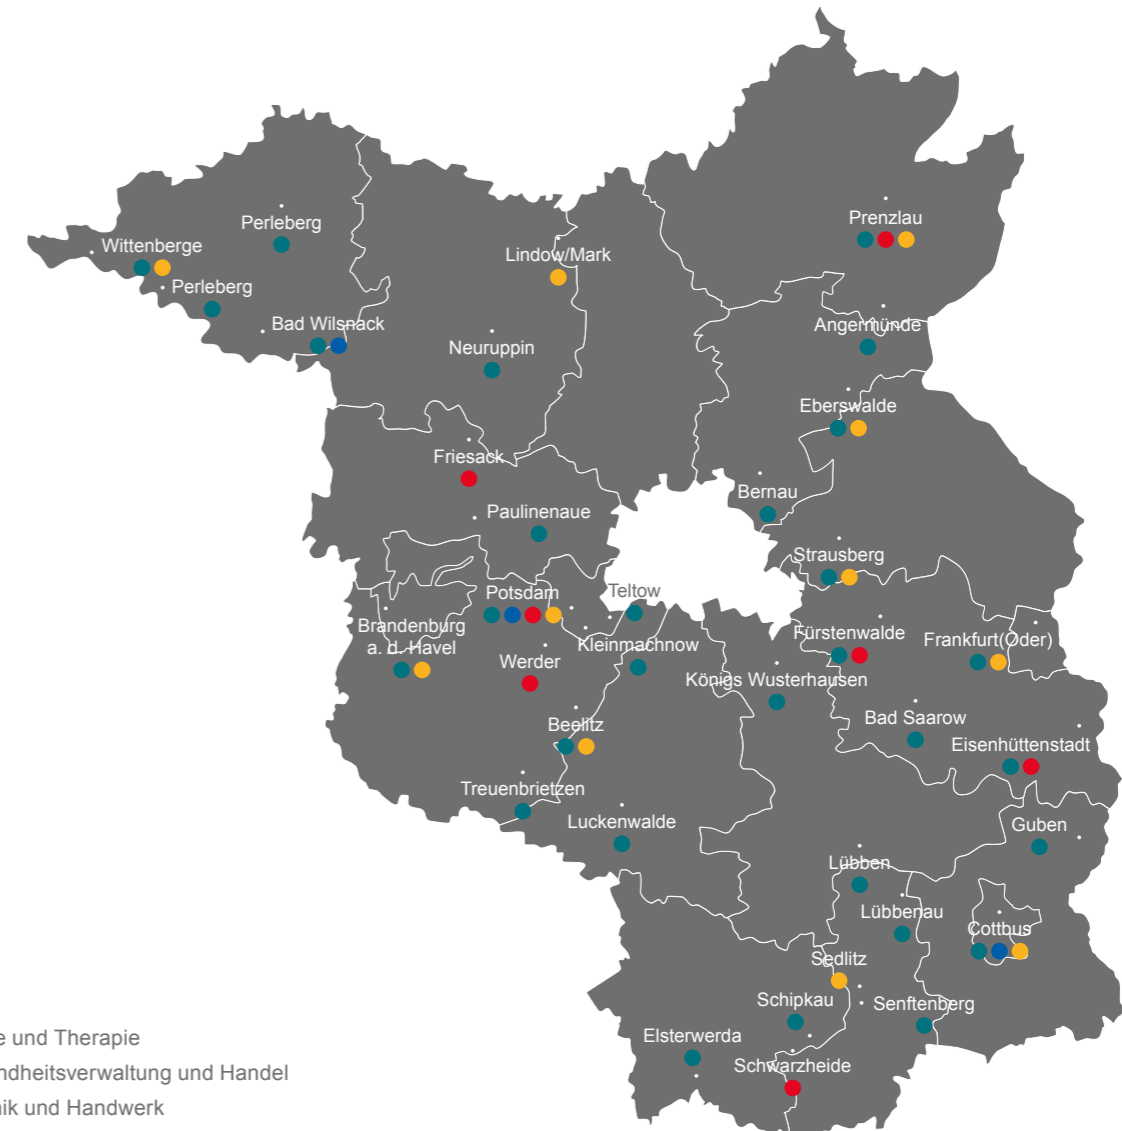 Prenzlau
Perleberg
Wittenberge
Lindow/Mark
Perleberg
Bad Wilsnack
Angermünde
Neuruppin
Eberswalde
Friesack
Bernau
Paulinenaue
Strausberg
Potsdam
Teltow
Brandenburg
a. d. Havel
Kleinmachnow
Fürstenwalde
Frankfurt(Oder)
Werder
Königs Wusterhausen
Bad Saarow
Beelitz
Eisenhüttenstadt
Treuenbrietzen
Luckenwalde
Guben
Lübben
Lübbenau
Cottbus
Sedlitz
Schipkau
Senftenberg
Elsterwerda
Schwarzheide
e und Therapie
ndheitsverwaltung und Handel
nik und Handwerk